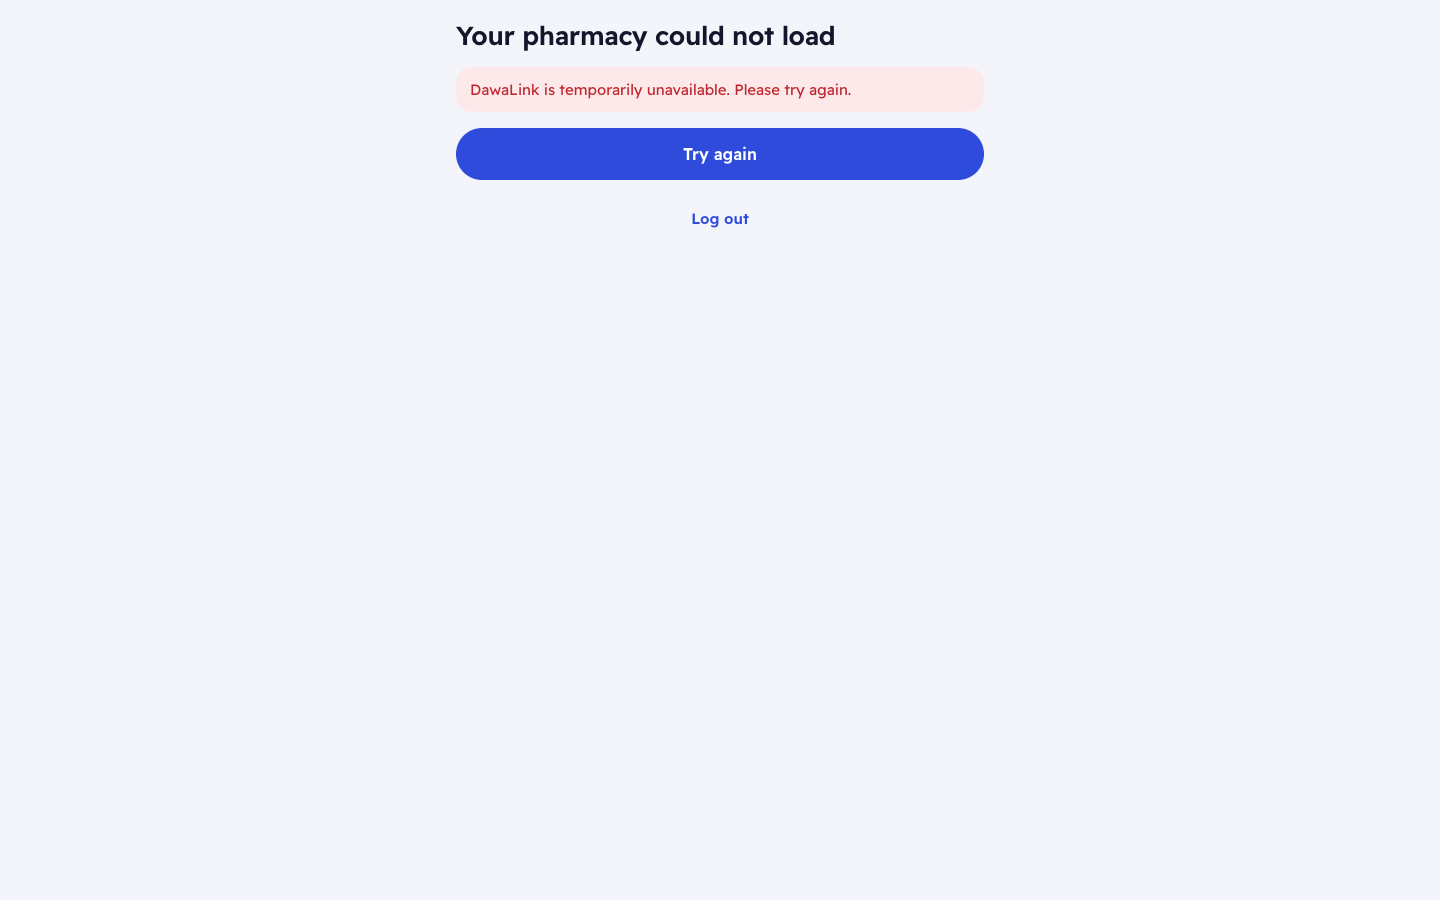 Your pharmacy could not load
DawaLink is temporarily unavailable. Please try again.
Try again
Log out